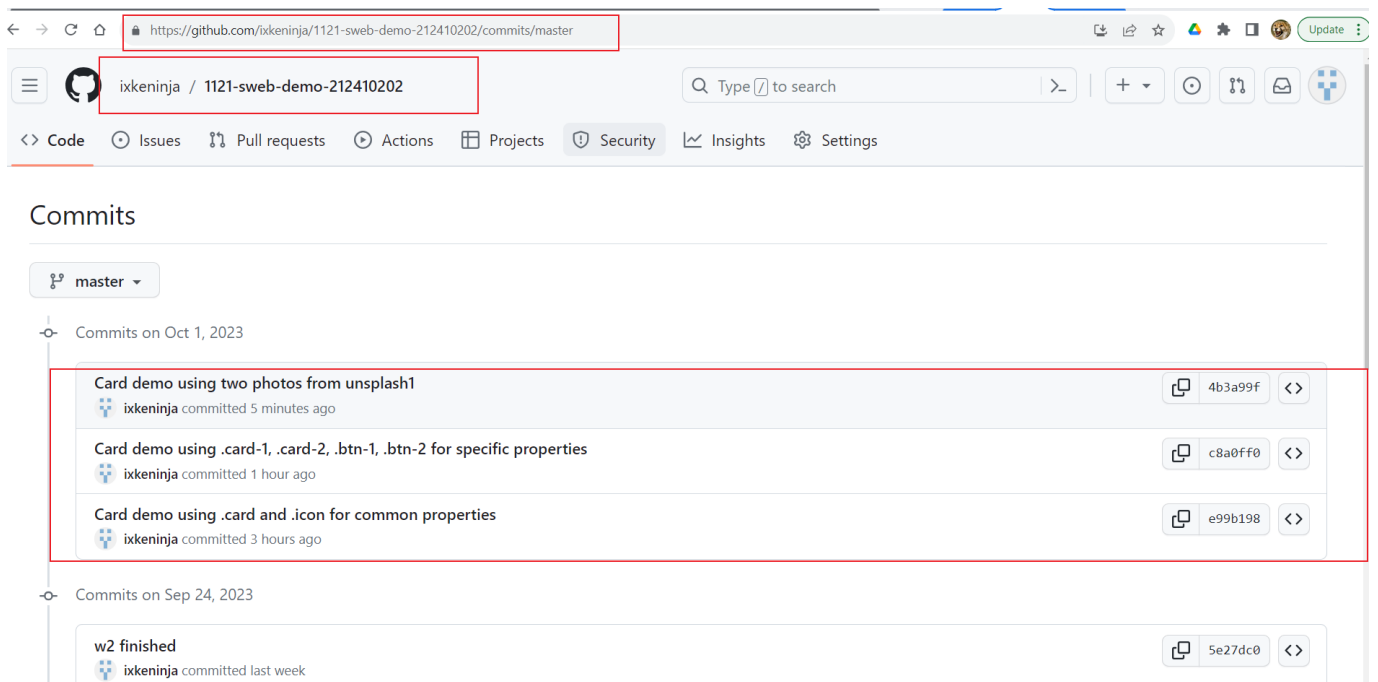 https://github.com/ixkeninja/1121-sweb-demo-212410202/commits/master
Update
ixkeninja / 1121-sweb-demo-212410202
Type / to search
Code Issues Pull requests Actions Projects Security Insights Settings
Commits
master
Commits on Oct 1, 2023
Card demo using two photos from unsplash1
4b3a99f
ixkeninja committed 5 minutes ago
Card demo using .card-1, .card-2, .btn-1, .btn-2 for specific properties
c8a0ff0
ixkeninja committed 1 hour ago
Card demo using .card and .icon for common properties
e99b198
ixkeninja committed 3 hours ago
Commits on Sep 24, 2023
w2 finished
5e27dc0
ixkeninja committed last week